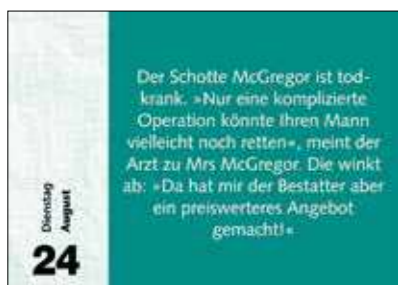 Der Schotte McGregor ist tod-
krank. »Nur eine komplizierte
Operation könnte Ihren Mann
vielleicht noch retten«, meint der
Arzt zu Mrs McGregor. Die winkt
ab: »Da hat mir der Bestatter aber
ein preiswerteres Angebot
gemacht!«
Dienstag
August
24